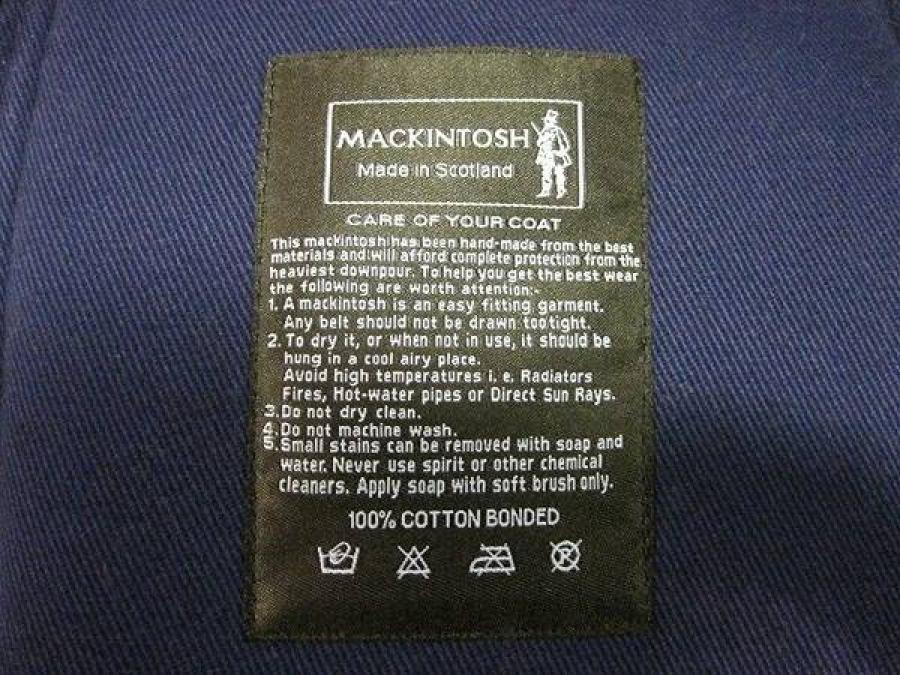 MACKINTOSH
Made in Scotland
CARE OF YOUR COAT
This mackintosh has been hand-made from the best
materials and will afford complete protection from the
heaviest downpour. To help you get the best wear
the following are worth attention:-
1. A mackintosh is an easy fitting garment.
Any belt should not be drawn too tight.
2. To dry it, or when not in use, it should be
hung in a cool airy place.
Avoid high temperatures i. e. Radiators
Fires, Hot-water pipes or Direct Sun Rays.
3. Do not dry clean.
4. Do not machine wash.
5. Small stains can be removed with soap and
water. Never use spirit or other chemical
cleaners. Apply soap with soft brush only.
100% COTTON BONDED